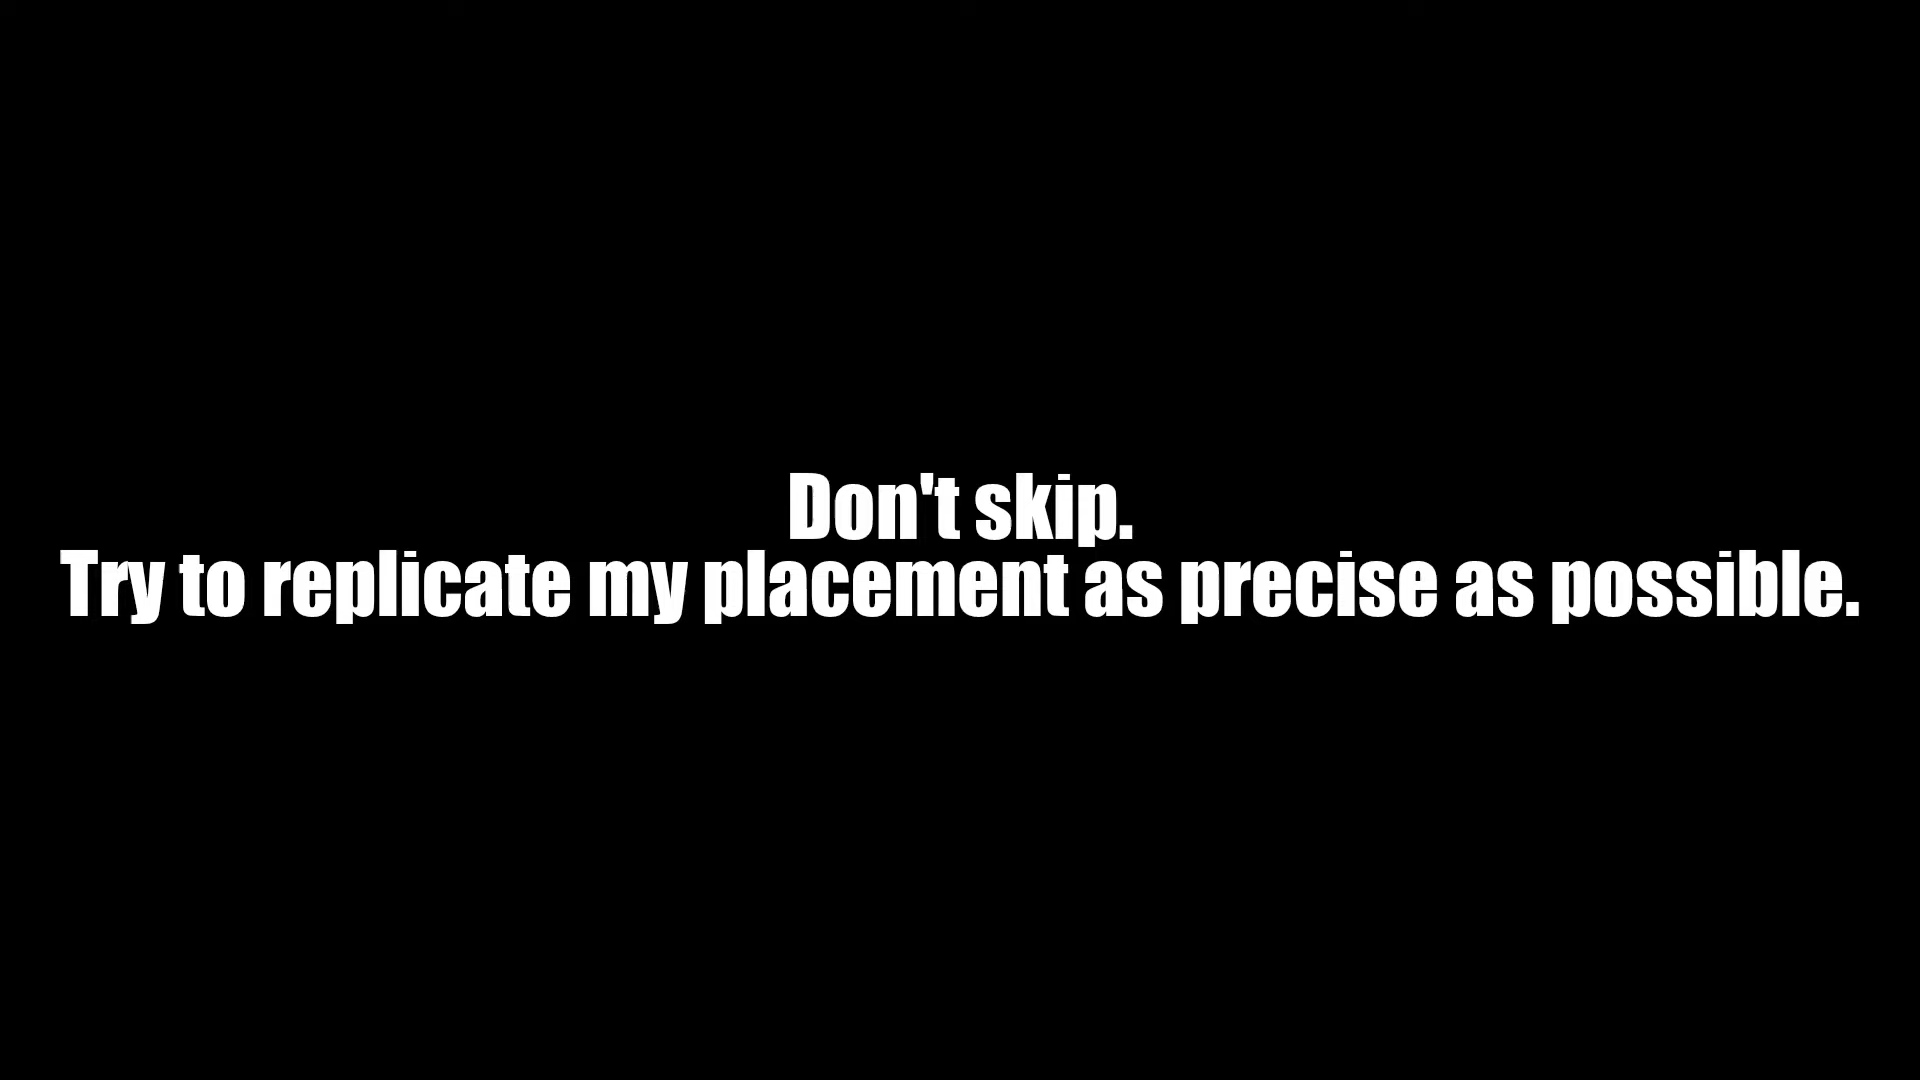 Don't skip.
Try to replicate my placement as precise as possible.